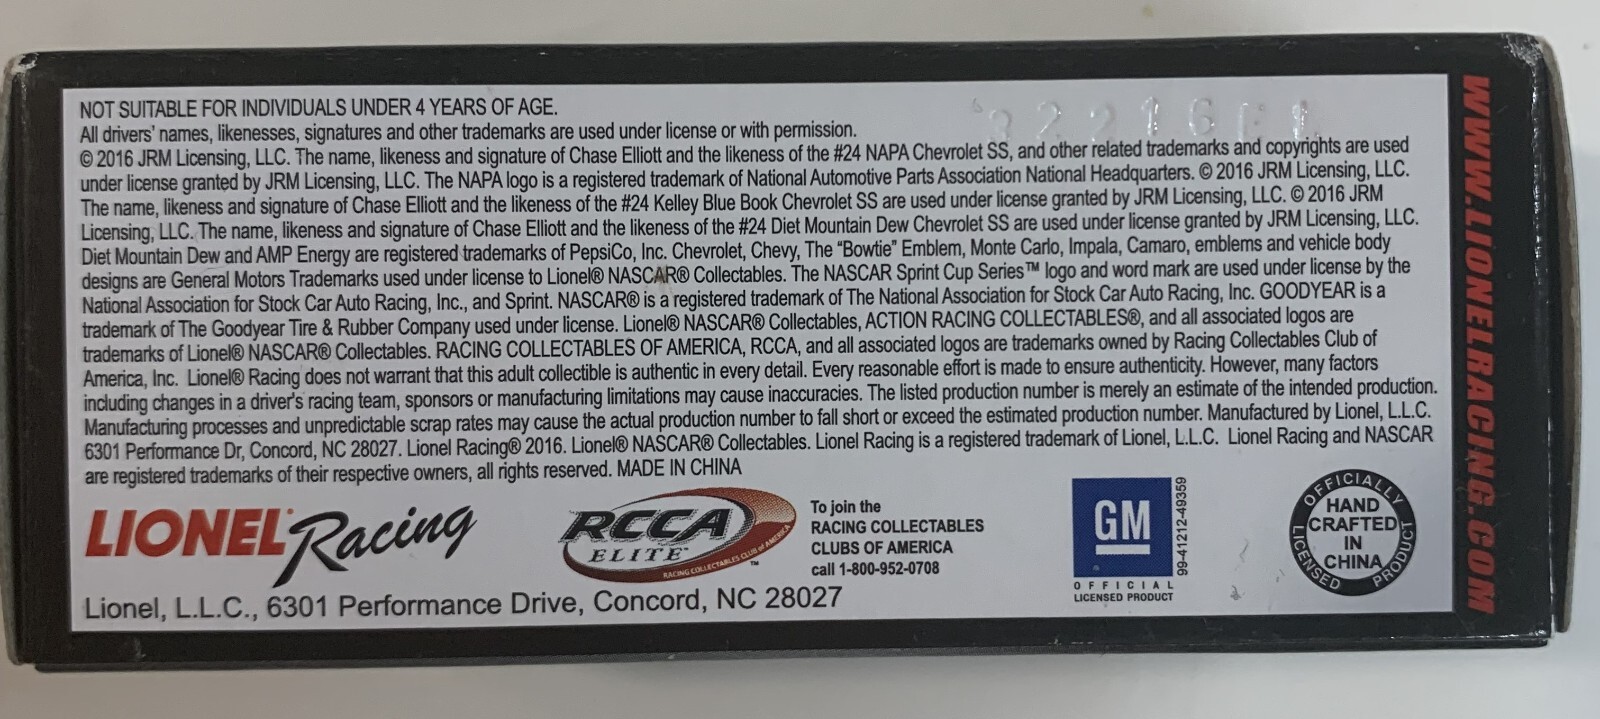 NOT SUITABLE FOR INDIVIDUALS UNDER 4 YEARS OF AGE.
All drivers' names, likenesses, signatures and other trademarks are used under license or with permission.
© 2016 JRM Licensing, LLC. The name, likeness and signature of Chase Elliott and the likeness of the #24 NAPA Chevrolet SS, and other related trademarks and copyrights are used
under license granted by JRM Licensing, LLC. The NAPA logo is a registered trademark of National Automotive Parts Association National Headquarters. © 2016 JRM Licensing, LLC.
The name, likeness and signature of Chase Elliott and the likeness of the #24 Kelley Blue Book Chevrolet SS are used under license granted by JRM Licensing, LLC. © 2016 JRM
Licensing, LLC. The name, likeness and signature of Chase Elliott and the likeness of the #24 Diet Mountain Dew Chevrolet SS are used under license granted by JRM Licensing, LLC.
Diet Mountain Dew and AMP Energy are registered trademarks of PepsiCo, Inc. Chevrolet, Chevy, The “Bowtie” Emblem, Monte Carlo, Impala, Camaro, emblems and vehicle body
designs are General Motors Trademarks used under license to Lionel® NASCAR® Collectables. The NASCAR Sprint Cup Series™ logo and word mark are used under license by the
National Association for Stock Car Auto Racing, Inc., and Sprint. NASCAR® is a registered trademark of The National Association for Stock Car Auto Racing, Inc. GOODYEAR is a
trademark of The Goodyear Tire & Rubber Company used under license. Lionel® NASCAR® Collectables, ACTION RACING COLLECTABLES®, and all associated logos are
trademarks of Lionel® NASCAR® Collectables. RACING COLLECTABLES OF AMERICA, RCCA, and all associated logos are trademarks owned by Racing Collectables Club of
America, Inc. Lionel® Racing does not warrant that this adult collectible is authentic in every detail. Every reasonable effort is made to ensure authenticity. However, many factors
including changes in a driver's racing team, sponsors or manufacturing limitations may cause inaccuracies. The listed production number is merely an estimate of the intended production.
Manufacturing processes and unpredictable scrap rates may cause the actual production number to fall short or exceed the estimated production number. Manufactured by Lionel, L.L.C.
6301 Performance Dr, Concord, NC 28027. Lionel Racing® 2016. Lionel® NASCAR® Collectables. Lionel Racing is a registered trademark of Lionel, L.L.C. Lionel Racing and NASCAR
are registered trademarks of their respective owners, all rights reserved. MADE IN CHINA
LIONEL Racing
RCCA
ELITE™
RACING COLLECTABLES CLUB of AMERICA
™
To join the
RACING COLLECTABLES
CLUBS OF AMERICA
call 1-800-952-0708
GM
OFFICIAL
LICENSED PRODUCT
99-41212-49359
OFFICIALLY
LICENSED PRODUCT
HAND
CRAFTED
IN
CHINA
Lionel, L.L.C., 6301 Performance Drive, Concord, NC 28027
WWW.LIONELRACING.COM